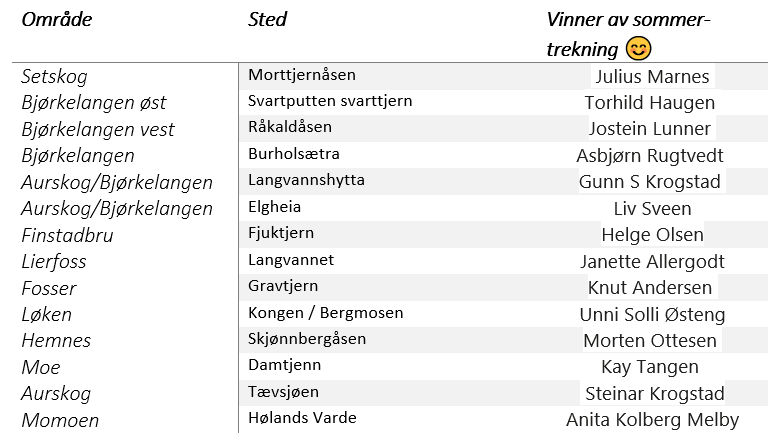 Område Sted Vinner av sommer-
trekning 😊
Setskog Morttjernåsen Julius Marnes
Bjørkelangen øst Svartputten svarttjern Torhild Haugen
Bjørkelangen vest Råkaldåsen Jostein Lunner
Bjørkelangen Burholsætra Asbjørn Rugtvedt
Aurskog/Bjørkelangen Langvannshytta Gunn S Krogstad
Aurskog/Bjørkelangen Elgheia Liv Sveen
Finstadbru Fjuktjern Helge Olsen
Lierfoss Langvannet Janette Allergodt
Fosser Gravtjern Knut Andersen
Løken Kongen / Bergmosen Unni Solli Østeng
Hemnes Skjønnbergåsen Morten Ottesen
Moe Damtjenn Kay Tangen
Aurskog Tævsjøen Steinar Krogstad
Momoen Hølands Varde Anita Kolberg Melby